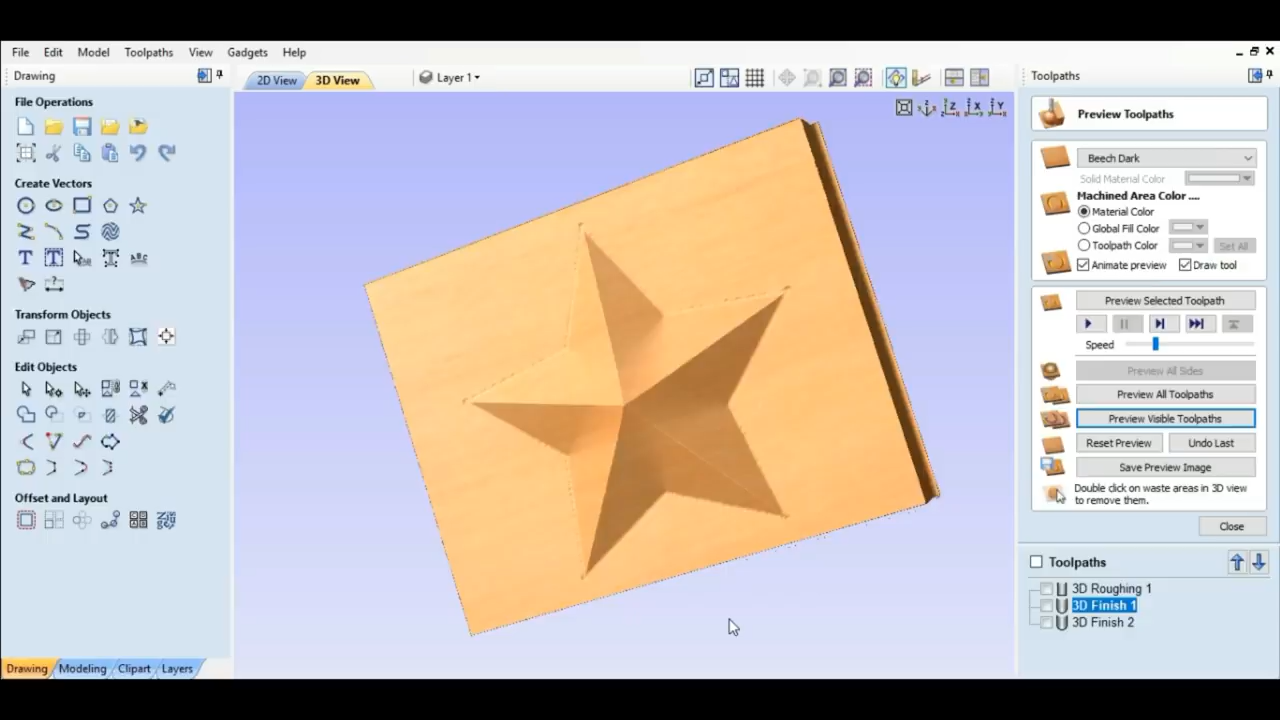 File Edit Model Toolpaths View Gadgets Help
Drawing
2D View 3D View Layer 1
Toolpaths
File Operations
Create Vectors
Transform Objects
Edit Objects
Offset and Layout
Drawing Modeling Clipart Layers
Preview Toolpaths
Beech Dark
Solid Material Color
Machined Area Color ....
Material Color
Global Fill Color
Toolpath Color Set All
Animate preview Draw tool
Preview Selected Toolpath
Speed
Preview All Sides
Preview All Toolpaths
Preview Visible Toolpaths
Reset Preview Undo Last
Save Preview Image
Double click on waste areas in 3D view
to remove them.
Close
Toolpaths
3D Roughing 1
3D Finish 1
3D Finish 2